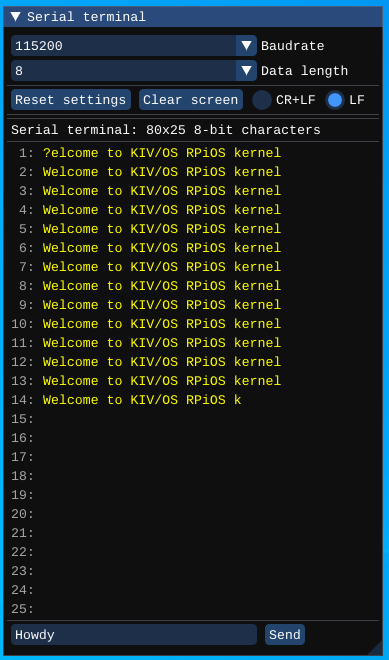 Serial terminal
115200 Baudrate
8 Data length
Reset settings Clear screen CR+LF LF
Serial terminal: 80x25 8-bit characters
1: ?elcome to KIV/OS RPiOS kernel
2: Welcome to KIV/OS RPiOS kernel
3: Welcome to KIV/OS RPiOS kernel
4: Welcome to KIV/OS RPiOS kernel
5: Welcome to KIV/OS RPiOS kernel
6: Welcome to KIV/OS RPiOS kernel
7: Welcome to KIV/OS RPiOS kernel
8: Welcome to KIV/OS RPiOS kernel
9: Welcome to KIV/OS RPiOS kernel
10: Welcome to KIV/OS RPiOS kernel
11: Welcome to KIV/OS RPiOS kernel
12: Welcome to KIV/OS RPiOS kernel
13: Welcome to KIV/OS RPiOS kernel
14: Welcome to KIV/OS RPiOS k
15:
16:
17:
18:
19:
20:
21:
22:
23:
24:
25:
Howdy Send